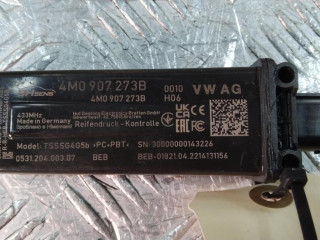 4M0 907 273B
4M0 907 273B
0010
H06
VW AG
433MHz
Made in Germany
Reifendruck - Kontrolle
Model: TSSSG4G5b >PC-PBT<
SN: 30000000143226
0531.204.003.07
BEB
BEB-01821.04.2214131156